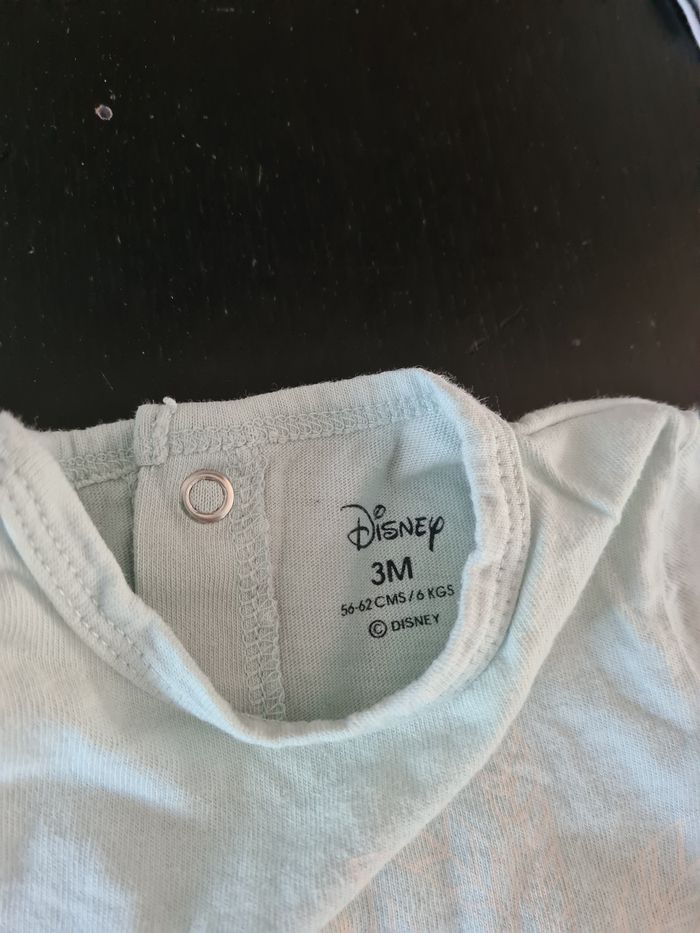 Disney
3M
56-62 CMS / 6 KGS
© DISNEY